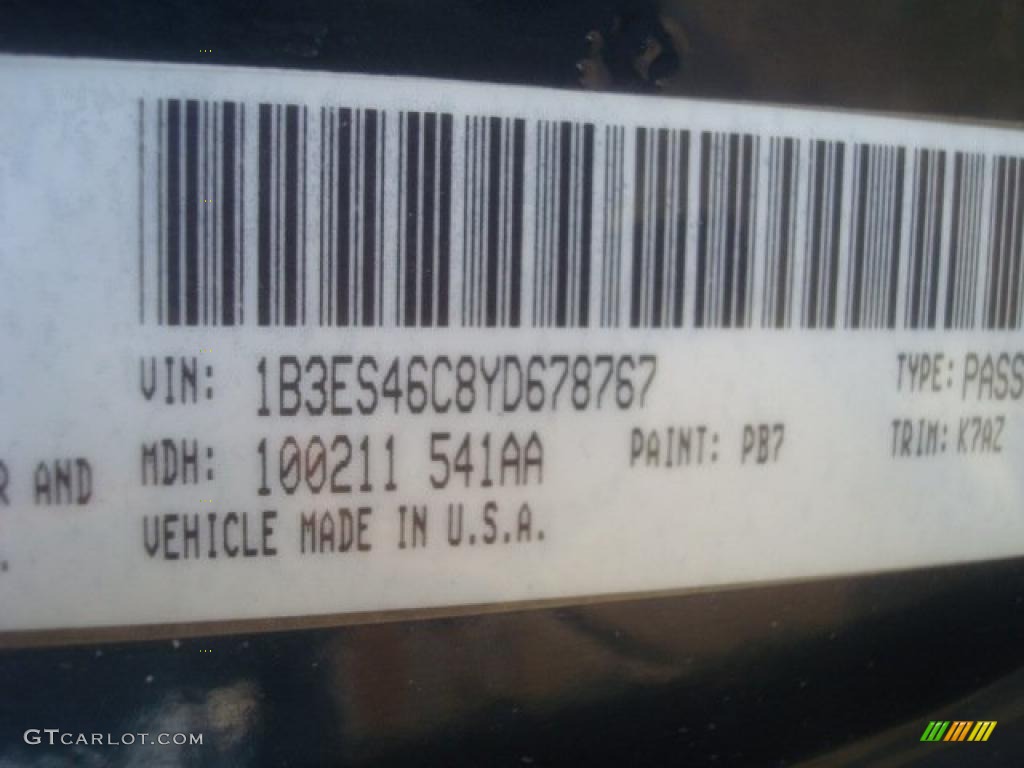 VIN: 1B3ES46C8YD678767 TYPE: PASS
MDH: 100211 541AA PAINT: PB7 TRIM: K7AZ
R AND
VEHICLE MADE IN U.S.A.
.
GTCARLOT.COM